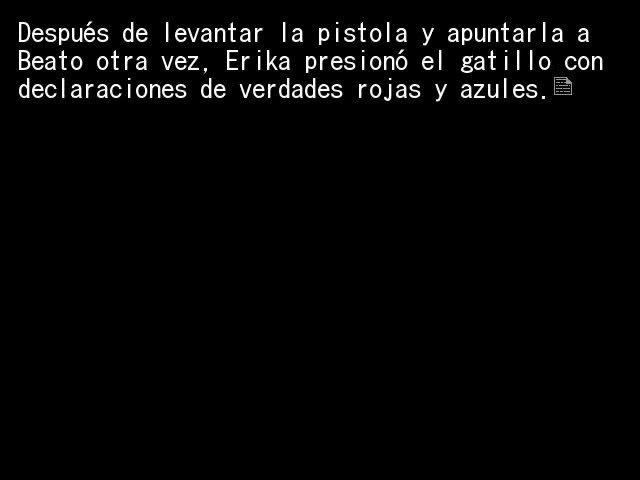 Después de levantar la pistola y apuntarla a
Beato otra vez, Erika presionó el gatillo con
declaraciones de verdades rojas y azules.